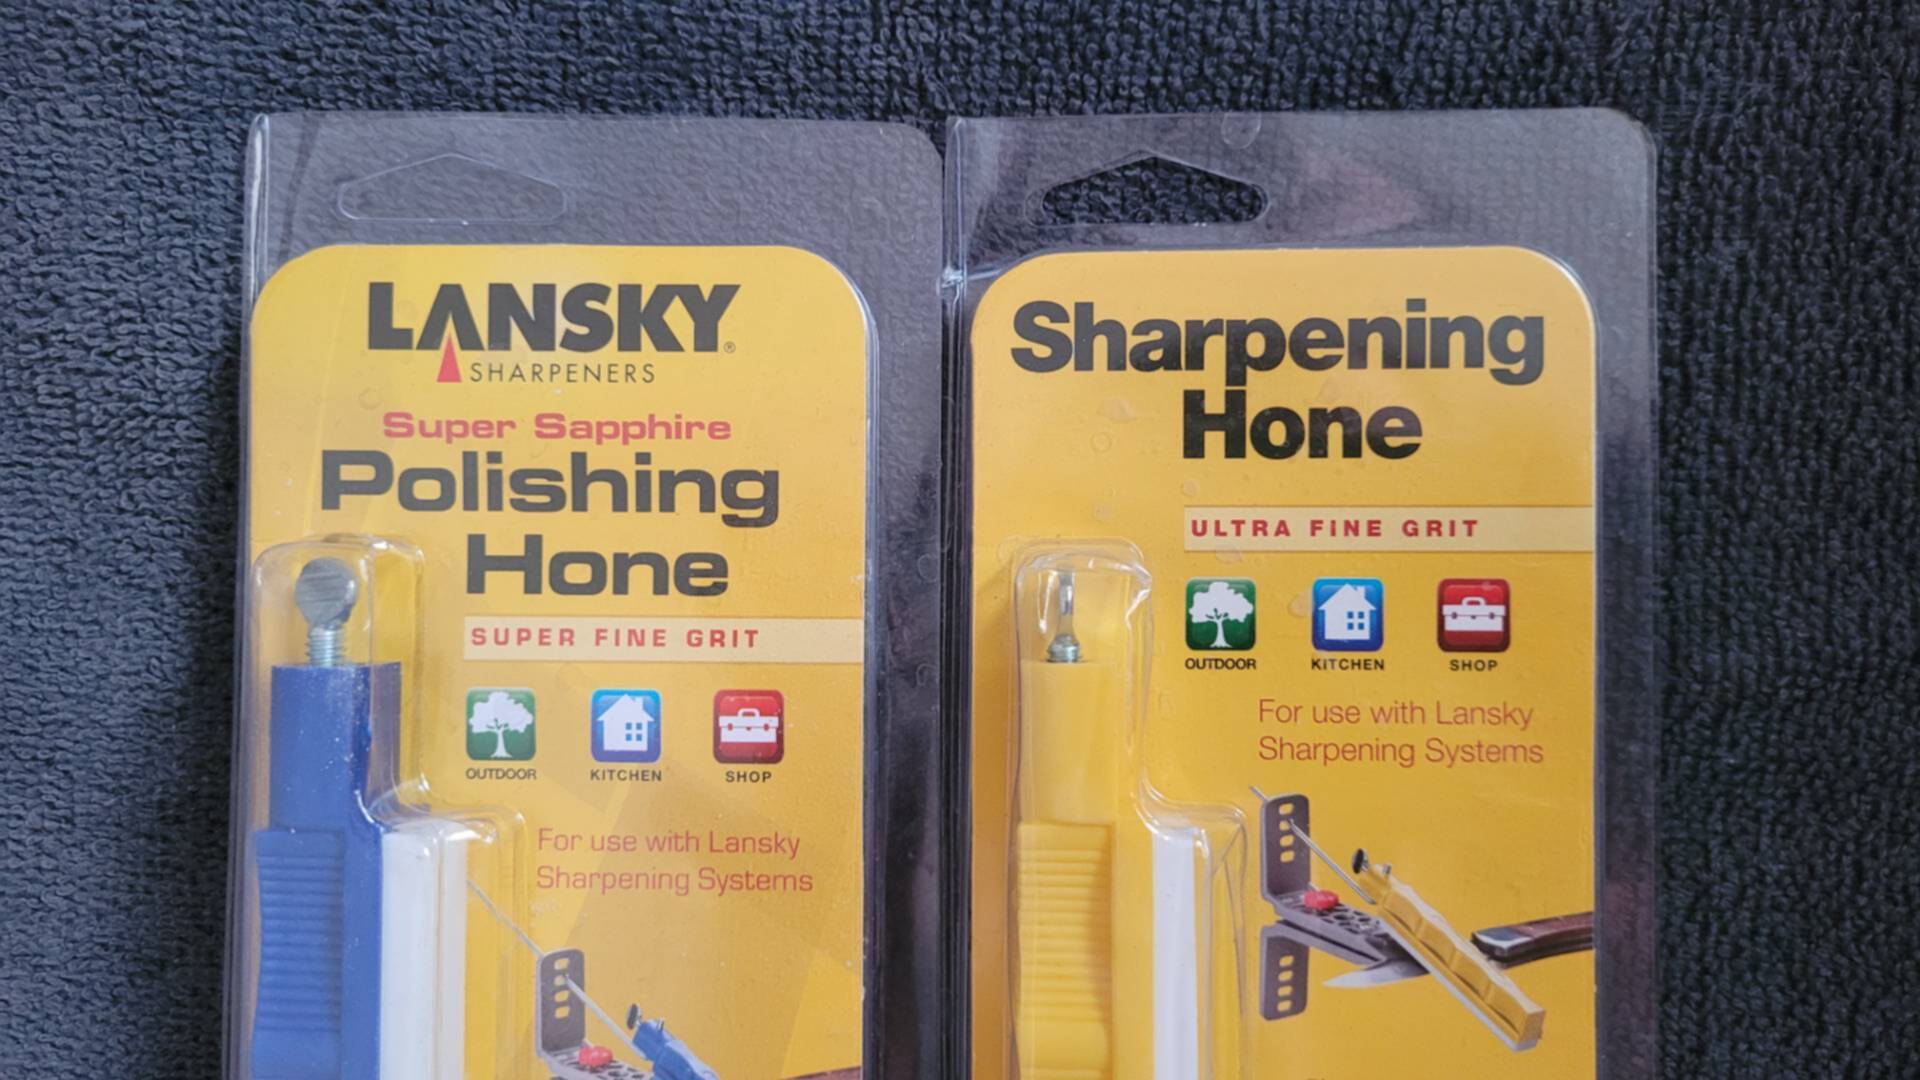 LANSKY®
SHARPENERS
Super Sapphire
Polishing
Hone
SUPER FINE GRIT
OUTDOOR KITCHEN SHOP
For use with Lansky
Sharpening Systems
Sharpening
Hone
ULTRA FINE GRIT
OUTDOOR KITCHEN SHOP
For use with Lansky
Sharpening Systems